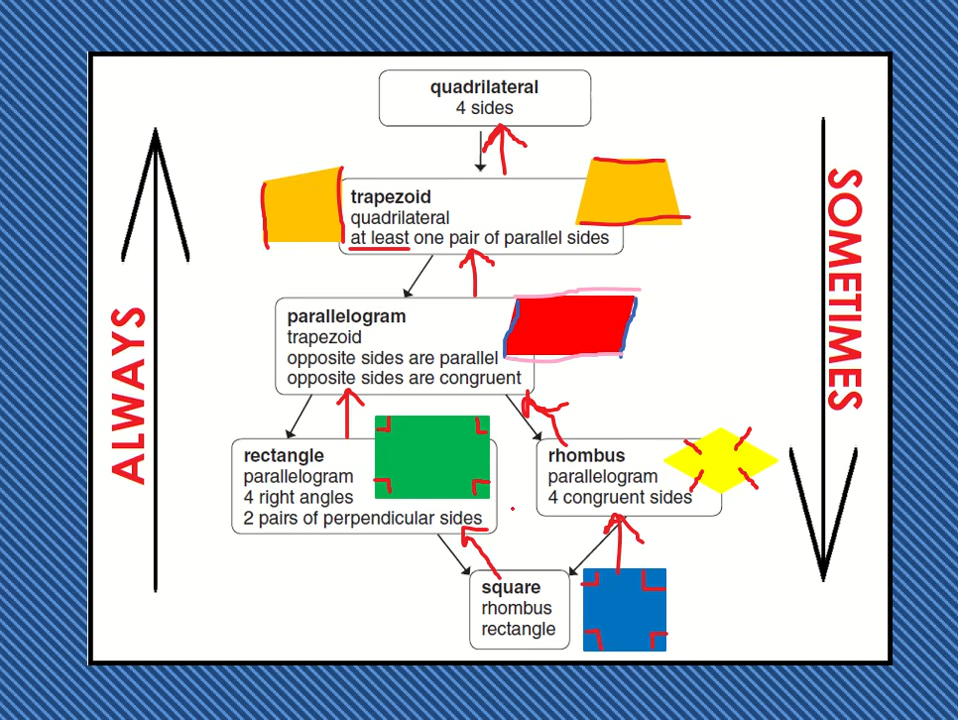 quadrilateral
4 sides
trapezoid
quadrilateral
at least one pair of parallel sides
parallelogram
trapezoid
opposite sides are parallel
opposite sides are congruent
rectangle
parallelogram
4 right angles
2 pairs of perpendicular sides
rhombus
parallelogram
4 congruent sides
square
rhombus
rectangle
ALWAYS
SOMETIMES